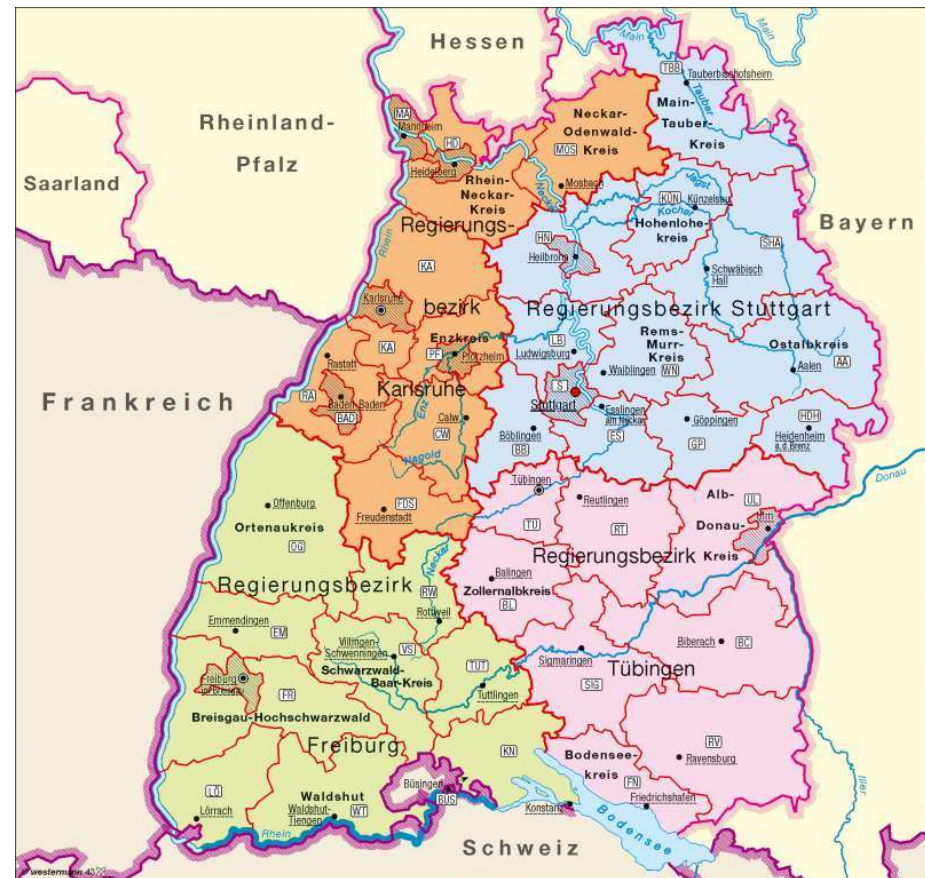 Hessen
Main
Main
TBB
Tauberbischofsheim
Tauber
Main-
Tauber-
Kreis
Rheinland-
Pfalz
Saarland
MA
Mannheim
HD
Heidelberg
Neckar-
Odenwald-
Kreis
MOS
Mosbach
Neckar
Rhein-
Neckar-
Kreis
Regierungs-
Rhein
KA
Karlsruhe
bezirk
KA
Enzkreis
PF
Pforzheim
Rastatt
RA
Karlsruhe
Baden-Baden
BAD
Enz
Calw
CW
Nagold
FDS
Freudenstadt
Bayern
Jagst
KÜN
Künzelsau
Kocher
Hohenlohe-
kreis
HN
Heilbronn
SHA
Schwäbisch
Hall
Regierungsbezirk Stuttgart
LB
Ludwigsburg
Rems-
Murr-
Kreis
Waiblingen
WN
Ostalbkreis
AA
Aalen
S
Stuttgart
Esslingen
am Neckar
ES
Göppingen
GP
HDH
Heidenheim
a.d.Brenz
Böblingen
BB
Frankreich
Donau
Tübingen
TU
Reutlingen
RT
Alb-
Donau-
Kreis
UL
Ulm
Regierungsbezirk
Balingen
Zollernalbkreis
BL
Biberach
BC
Sigmaringen
SIG
Tübingen
RV
Ravensburg
Bodensee-
kreis
FN
Friedrichshafen
Iller
Offenburg
Ortenaukreis
OG
Regierungsbezirk
Neckar
RW
Rottweil
Emmendingen
EM
Villingen-
Schwenningen
VS
Schwarzwald-
Baar-Kreis
TUT
Tuttlingen
Freiburg
im Breisgau
FR
Breisgau-Hochschwarzwald
Freiburg
KN
Konstanz
Bodensee
Büsingen
BÜS
LÖ
Lörrach
Waldshut
Waldshut-
Tiengen
WT
Rhein
Schweiz
© westermann